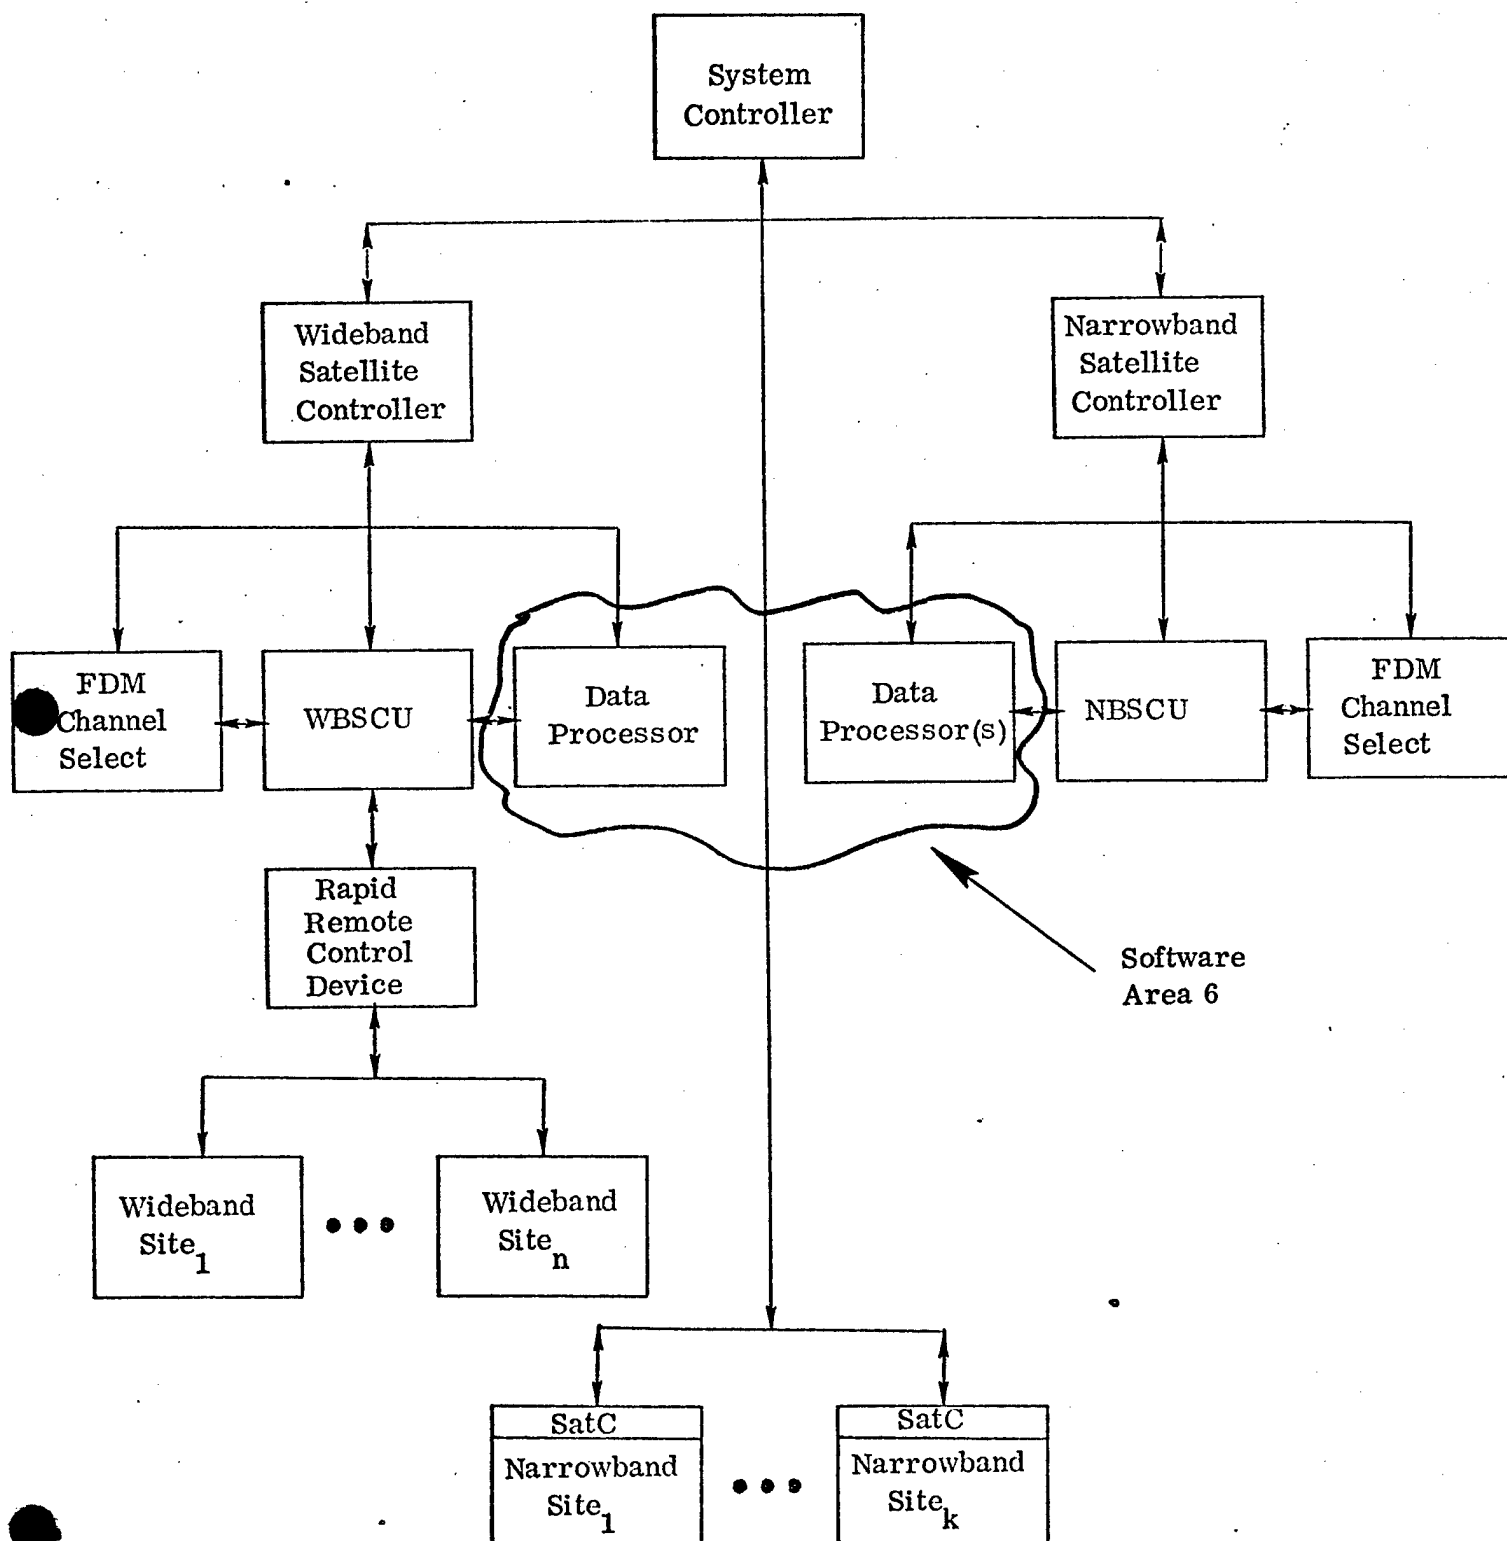 System
Controller
Wideband
Satellite
Controller
Narrowband
Satellite
Controller
FDM
Channel
Select
WBSCU
Data
Processor
Data
Processor(s)
NBSCU
FDM
Channel
Select
Rapid
Remote
Control
Device
Software
Area 6
Wideband
Site1
Wideband
Siten
SatC
Narrowband
Site1
SatC
Narrowband
Sitek